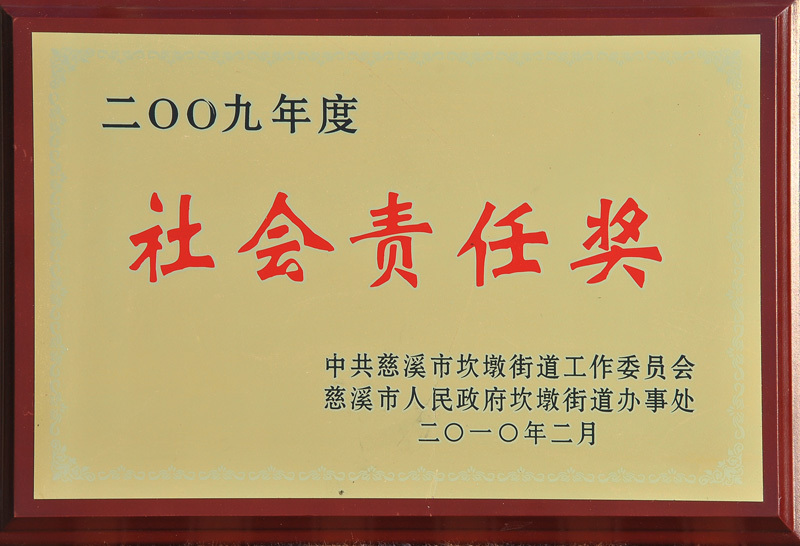 二〇〇九年度
社会责任奖
中共慈溪市坎墩街道工作委员会
慈溪市人民政府坎墩街道办事处
二〇一〇年二月